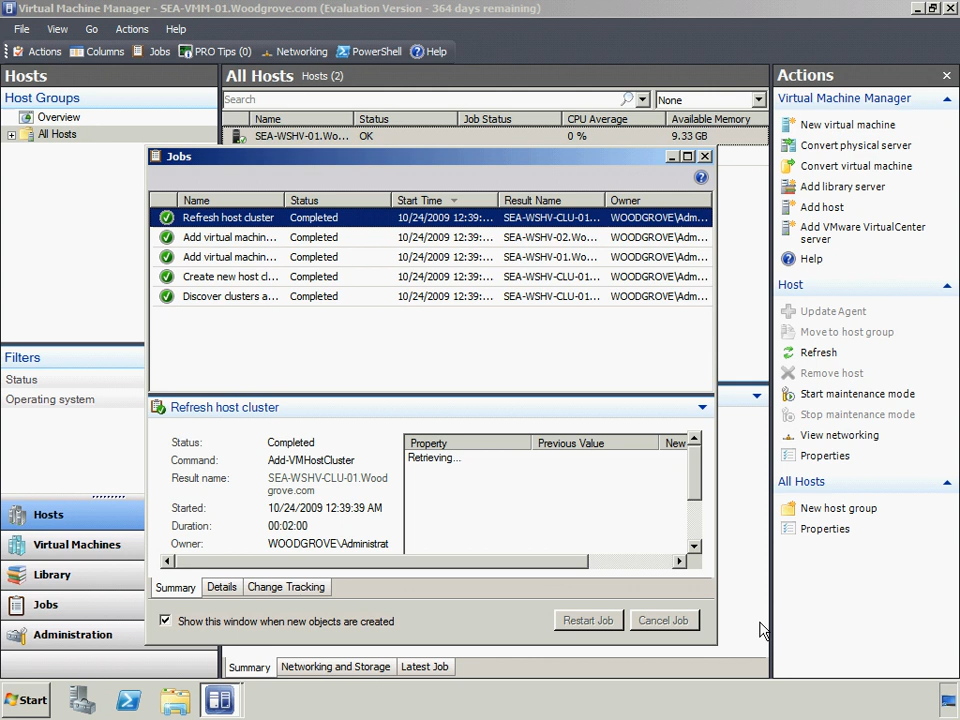 Virtual Machine Manager - SEA-VMM-01.Woodgrove.com (Evaluation Version - 364 days remaining)
File View Go Actions Help
Actions Columns Jobs PRO Tips (0) Networking PowerShell Help
Hosts
Host Groups
Overview
All Hosts
Filters
Status
Operating system
Hosts
Virtual Machines
Library
Jobs
Administration
All Hosts Hosts (2)
Search None
Name Status Job Status CPU Average Available Memory
SEA-WSHV-01.Wo... OK 0 % 9.33 GB
Jobs
Name Status Start Time Result Name Owner
Refresh host cluster Completed 10/24/2009 12:39:... SEA-WSHV-CLU-01... WOODGROVE\Adm...
Add virtual machin... Completed 10/24/2009 12:39:... SEA-WSHV-02.Wo... WOODGROVE\Adm...
Add virtual machin... Completed 10/24/2009 12:39:... SEA-WSHV-01.Wo... WOODGROVE\Adm...
Create new host cl... Completed 10/24/2009 12:39:... SEA-WSHV-CLU-01... WOODGROVE\Adm...
Discover clusters a... Completed 10/24/2009 12:39:... SEA-WSHV-CLU-01... WOODGROVE\Adm...
Refresh host cluster
Status: Completed
Command: Add-VMHostCluster
Result name: SEA-WSHV-CLU-01.Wood
grove.com
Started: 10/24/2009 12:39:39 AM
Duration: 00:02:00
Owner: WOODGROVE\Administrat
Property Previous Value New
Retrieving...
Summary Details Change Tracking
Show this window when new objects are created
Restart Job Cancel Job
Summary Networking and Storage Latest Job
Actions
Virtual Machine Manager
New virtual machine
Convert physical server
Convert virtual machine
Add library server
Add host
Add VMware VirtualCenter
server
Help
Host
Update Agent
Move to host group
Refresh
Remove host
Start maintenance mode
Stop maintenance mode
View networking
Properties
All Hosts
New host group
Properties
Start